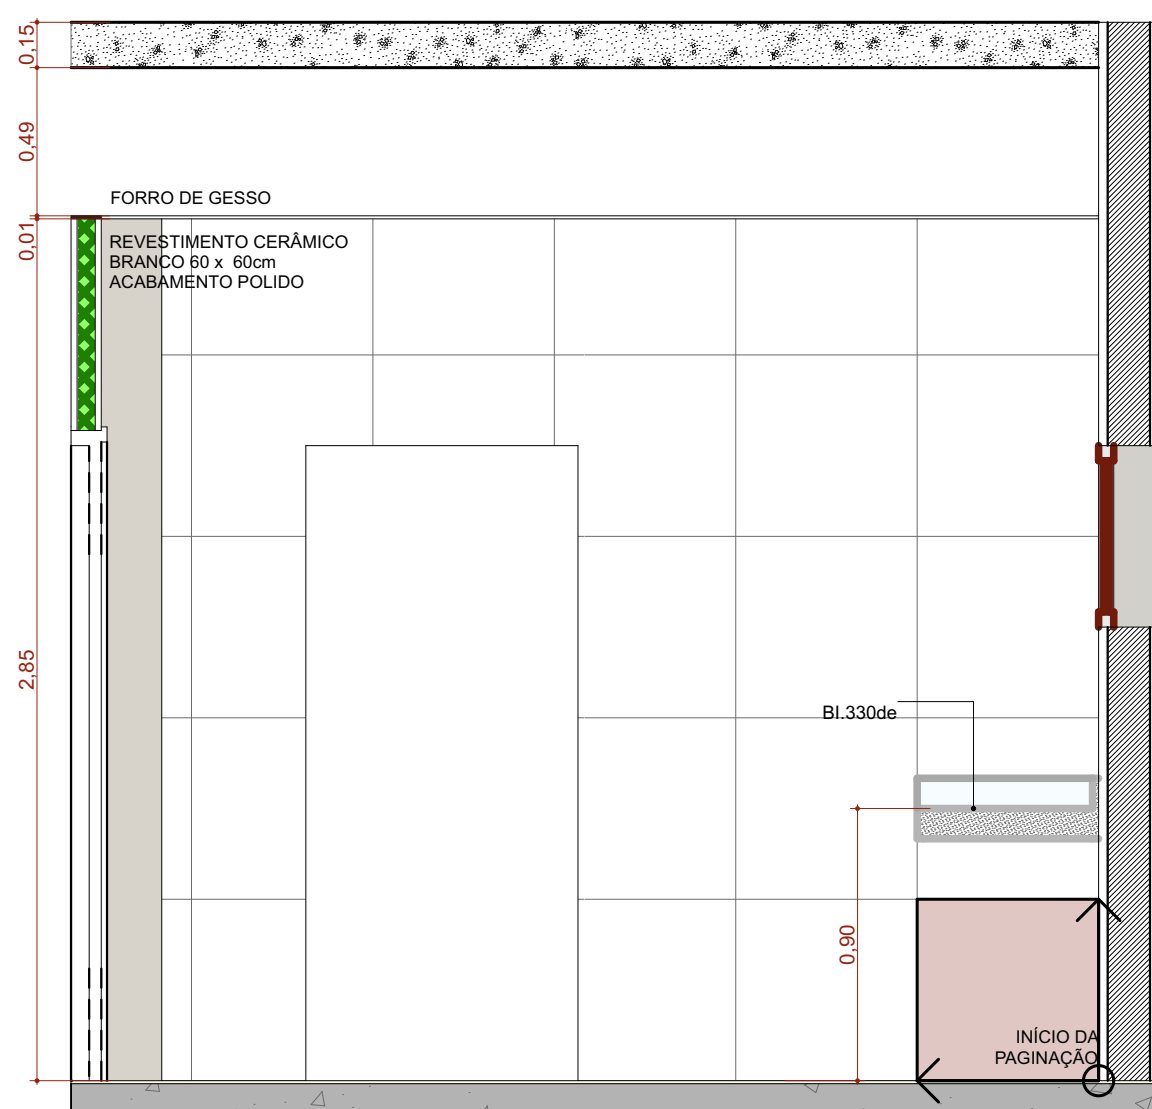 0,15
0,49
FORRO DE GESSO
0,01
REVESTIMENTO CERÂMICO
BRANCO 60 x 60cm
ACABAMENTO POLIDO
2,85
BI.330de
0,90
INÍCIO DA
PAGINAÇÃO